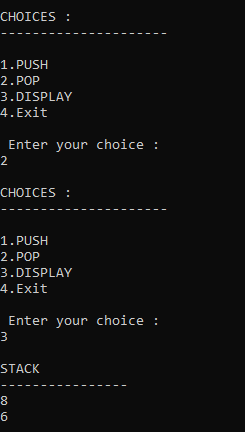 CHOICES :
---------------------
1.PUSH
2.POP
3.DISPLAY
4.Exit
Enter your choice :
2
CHOICES :
---------------------
1.PUSH
2.POP
3.DISPLAY
4.Exit
Enter your choice :
3
STACK
----------------
8
6